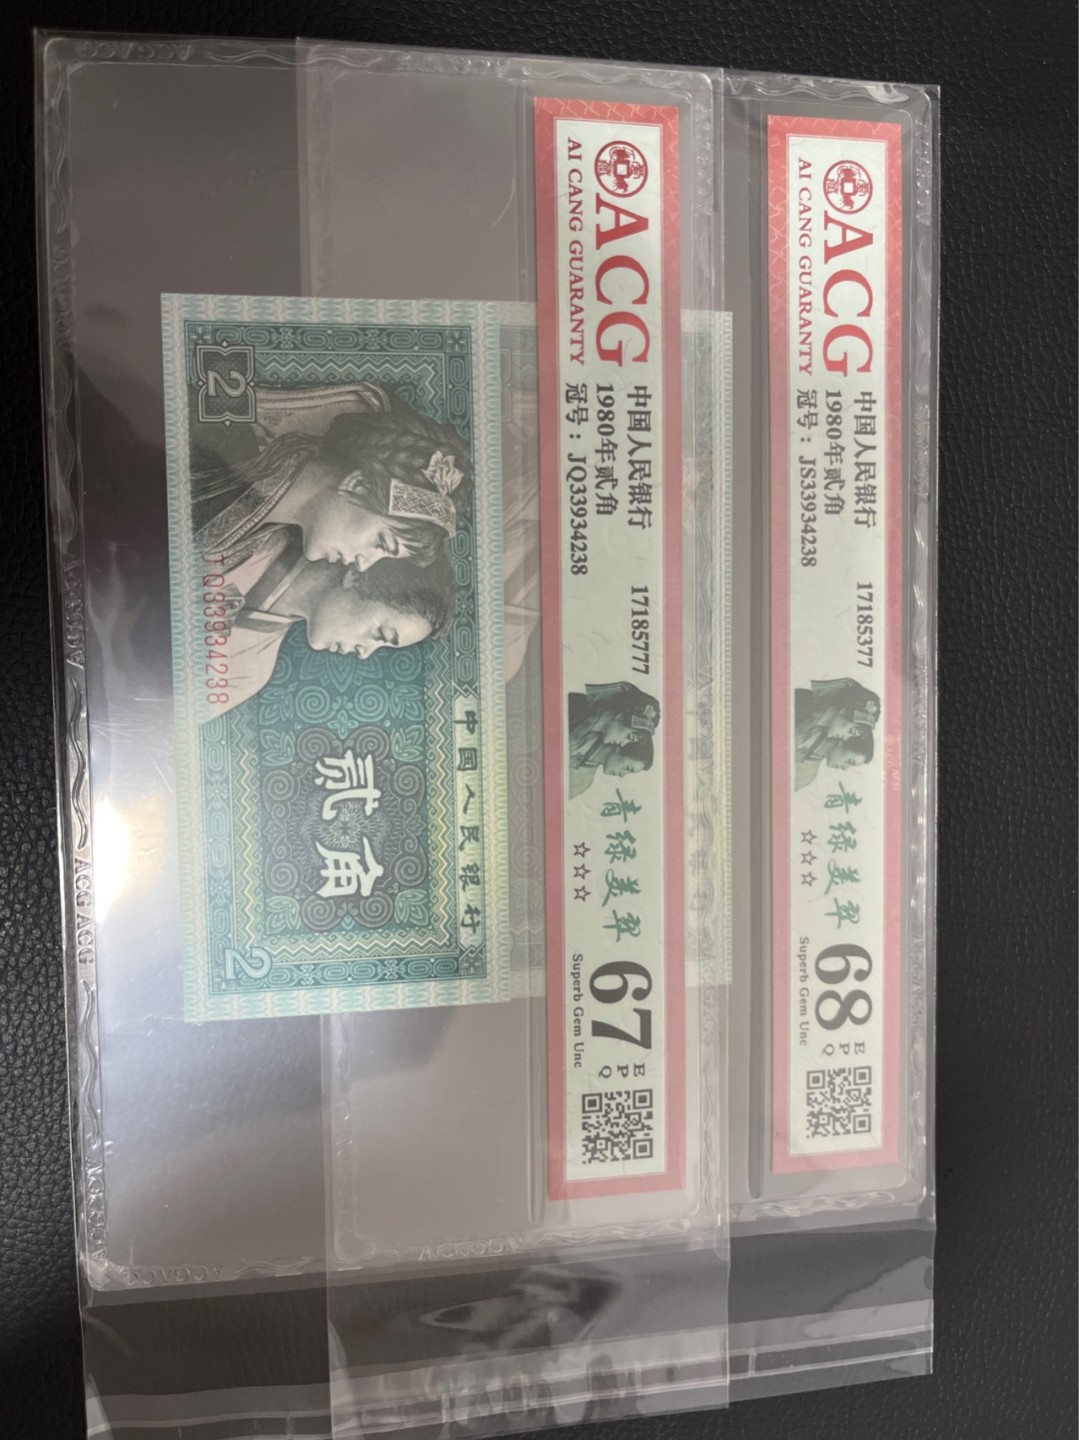 ACG
AI CANG GUARANTY
中国人民银行
1980年贰角
冠号：JS33934238
17185377
青绿美翠
☆☆☆
68
EPQ
Superb Gem Unc
ACG
AI CANG GUARANTY
中国人民银行
1980年贰角
冠号：JQ33934238
17185777
青绿美翠
☆☆☆
67
EPQ
Superb Gem Unc
中国人民银行
贰角
2
2
JQ33934238
ACGACG